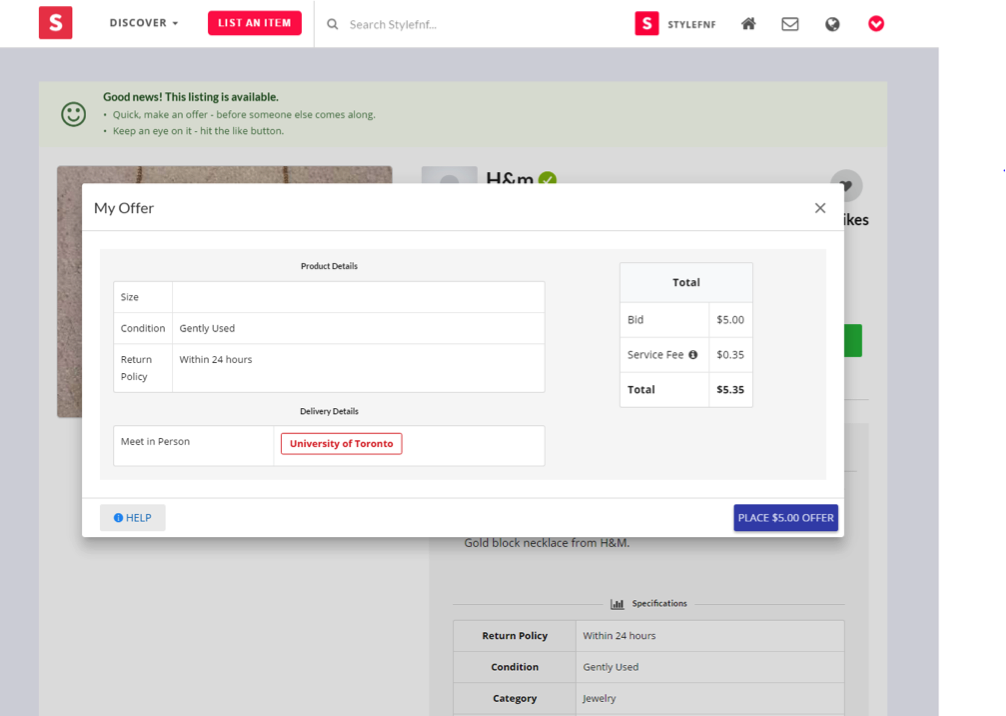 S
DISCOVER
LIST AN ITEM
Search Stylefnf...
S
STYLEFNF
Good news! This listing is available.
• Quick, make an offer - before someone else comes along.
• Keep an eye on it - hit the like button.
H&m
ikes
My Offer
×
Product Details
Size
Condition Gently Used
Return Within 24 hours
Policy
Delivery Details
Meet in Person University of Toronto
Total
Bid $5.00
Service Fee $0.35
Total $5.35
HELP
PLACE $5.00 OFFER
Gold block necklace from H&M.
Specifications
Return Policy Within 24 hours
Condition Gently Used
Category Jewelry